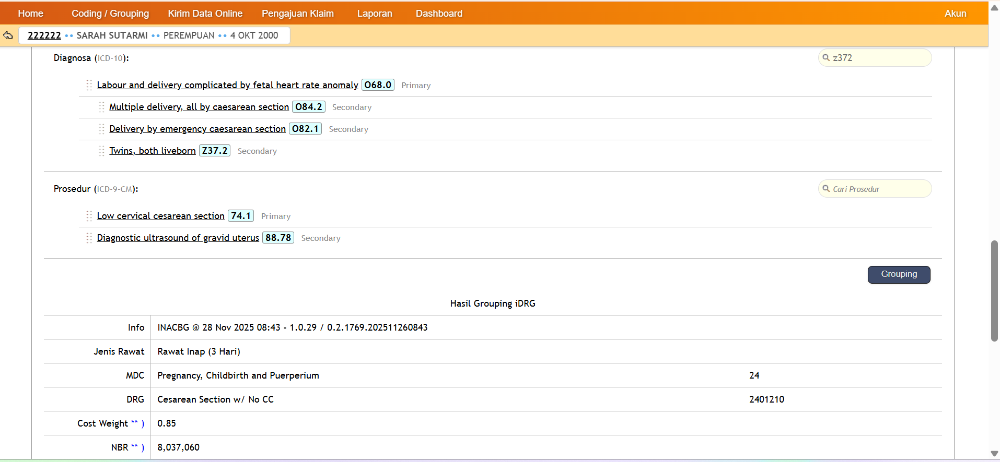 Home Coding / Grouping Kirim Data Online Pengajuan Klaim Laporan Dashboard Akun
222222 •• SARAH SUTARMI •• PEREMPUAN •• 4 OKT 2000
Diagnosa (ICD-10): z372
Labour and delivery complicated by fetal heart rate anomaly O68.0 Primary
Multiple delivery, all by caesarean section O84.2 Secondary
Delivery by emergency caesarean section O82.1 Secondary
Twins, both liveborn Z37.2 Secondary
Prosedur (ICD-9-CM): Cari Prosedur
Low cervical cesarean section 74.1 Primary
Diagnostic ultrasound of gravid uterus 88.78 Secondary
Grouping
Hasil Grouping iDRG
Info INACBG @ 28 Nov 2025 08:43 - 1.0.29 / 0.2.1769.202511260843
Jenis Rawat Rawat Inap (3 Hari)
MDC Pregnancy, Childbirth and Puerperium 24
DRG Cesarean Section w/ No CC 2401210
Cost Weight ** ) 0.85
NBR ** ) 8,037,060